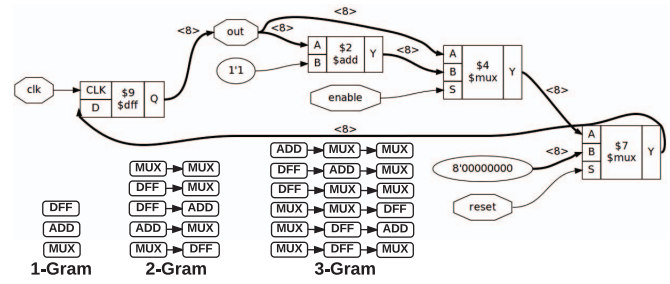 <8>
<8>
out
<8>
A
B
$2
$add
Y
<8>
1'1
A
B
S
$4
$mux
Y
<8>
clk
CLK
D
$9
$dff
Q
enable
<8>
A
B
S
$7
$mux
Y
<8>
8'00000000
reset
DFF
ADD
MUX
1-Gram
MUX MUX
DFF MUX
DFF ADD
ADD MUX
MUX DFF
2-Gram
ADD MUX MUX
DFF ADD MUX
DFF MUX MUX
MUX MUX DFF
MUX DFF ADD
MUX DFF MUX
3-Gram